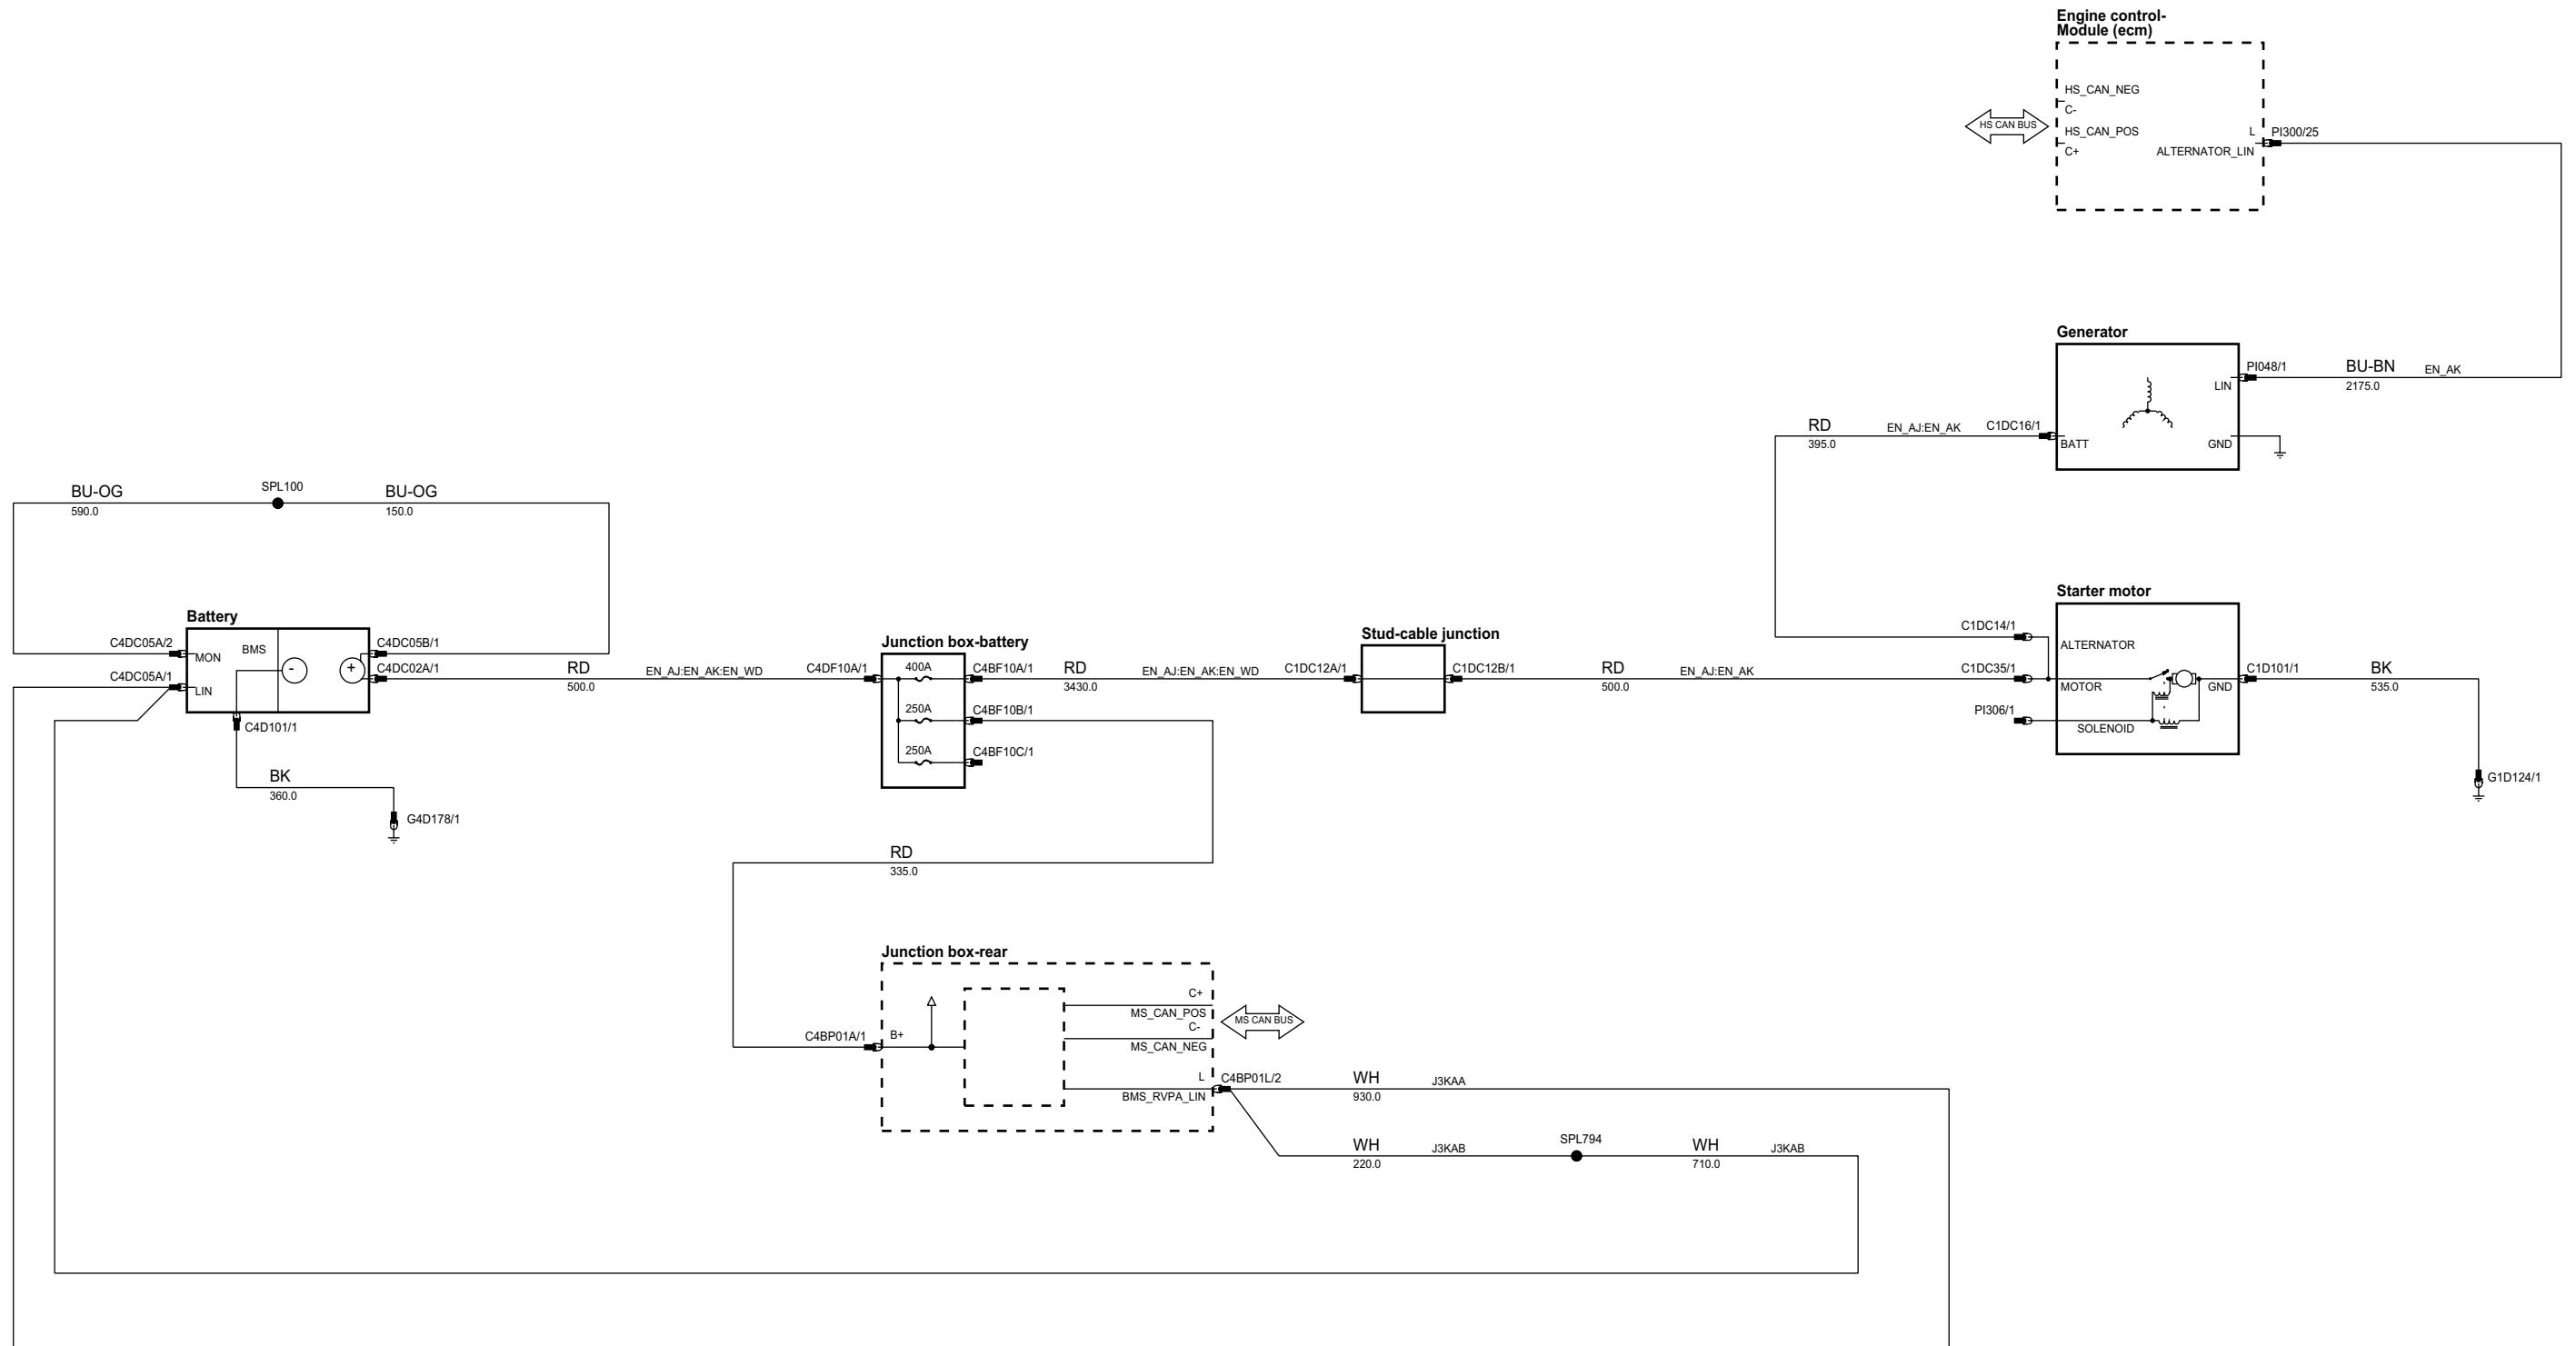 Engine control-
Module (ecm)
HS_CAN_NEG
C-
HS CAN BUS
HS_CAN_POS
L
PI300/25
C+
ALTERNATOR_LIN
Generator
PI048/1
BU-BN
EN_AK
LIN
2175.0
RD
EN_AJ:EN_AK
C1DC16/1
395.0
BATT
GND
BU-OG
SPL100
BU-OG
590.0
150.0
Starter motor
Battery
C1DC14/1
Junction box-battery
Stud-cable junction
C4DC05A/2
BMS
C4DC05B/1
ALTERNATOR
MON
-
+
C4DC02A/1
RD
EN_AJ:EN_AK:EN_WD
C4DF10A/1
400A
C4BF10A/1
RD
EN_AJ:EN_AK:EN_WD
C1DC12A/1
C1DC12B/1
RD
EN_AJ:EN_AK
C1DC35/1
C1D101/1
BK
C4DC05A/1
LIN
500.0
3430.0
500.0
MOTOR
GND
535.0
250A
C4BF10B/1
PI306/1
C4D101/1
SOLENOID
250A
C4BF10C/1
BK
360.0
G1D124/1
G4D178/1
RD
335.0
Junction box-rear
C+
MS_CAN_POS
MS CAN BUS
C-
C4BP01A/1
B+
MS_CAN_NEG
L
C4BP01L/2
WH
J3KAA
BMS_RVPA_LIN
930.0
WH
J3KAB
SPL794
WH
J3KAB
220.0
710.0